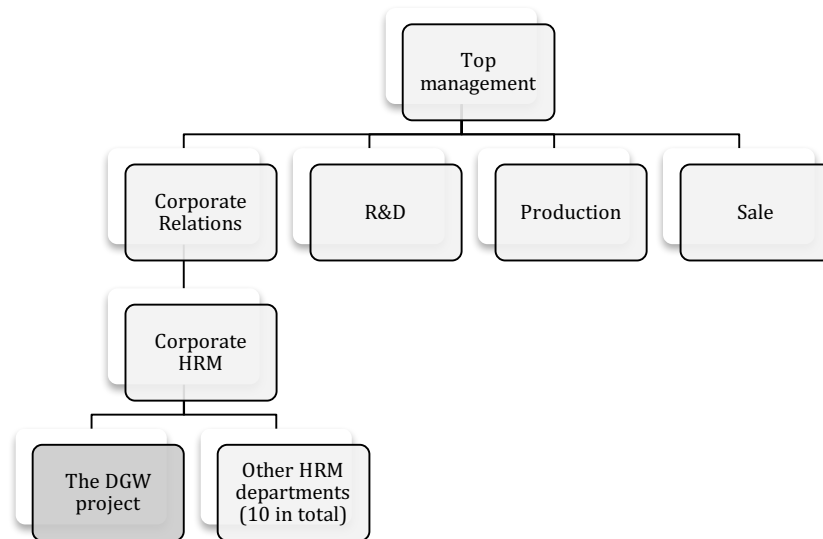 Top
management
Corporate
Relations
R&D
Production
Sale
Corporate
HRM
The DGW
project
Other HRM
departments
(10 in total)